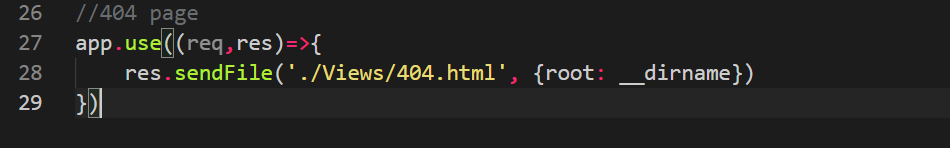 26 //404 page
27 app.use((req,res)=>{
28 res.sendFile('./Views/404.html', {root: __dirname})
29 })